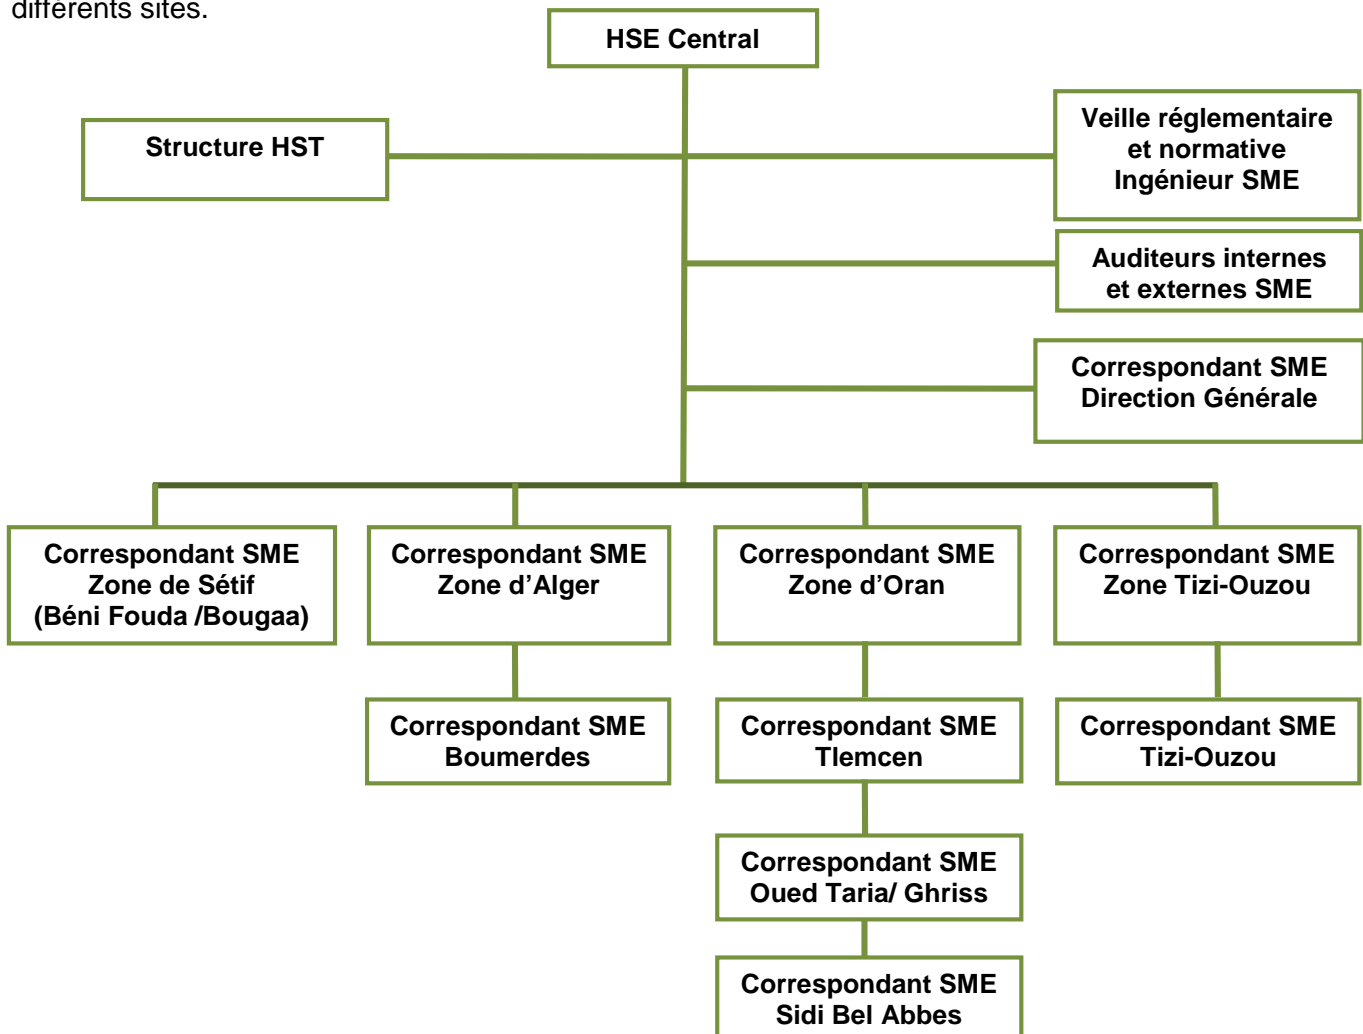 différents sites.
HSE Central
Structure HST
Veille réglementaire
et normative
Ingénieur SME
Auditeurs internes
et externes SME
Correspondant SME
Direction Générale
Correspondant SME
Zone de Sétif
(Béni Fouda /Bougaa)
Correspondant SME
Zone d’Alger
Correspondant SME
Zone d’Oran
Correspondant SME
Zone Tizi-Ouzou
Correspondant SME
Boumerdes
Correspondant SME
Tlemcen
Correspondant SME
Tizi-Ouzou
Correspondant SME
Oued Taria/ Ghriss
Correspondant SME
Sidi Bel Abbes